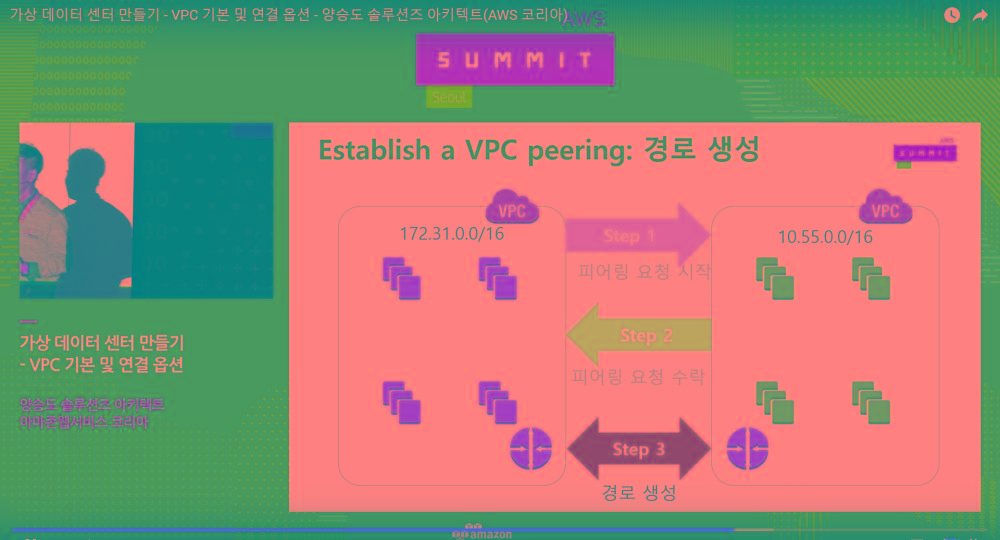 가상 데이터 센터 만들기 - VPC 기본 및 연결 옵션 - 양승도 솔루션즈 아키텍트(AWS 코리아)
AWS
SUMMIT
Seoul
Establish a VPC peering: 경로 생성
SUMMIT
VPC
VPC
172.31.0.0/16
Step 1
10.55.0.0/16
피어링 요청 시작
Step 2
피어링 요청 수락
Step 3
경로 생성
가상 데이터 센터 만들기
- VPC 기본 및 연결 옵션
양승도 솔루션즈 아키텍트
아마존웹서비스 코리아
amazon